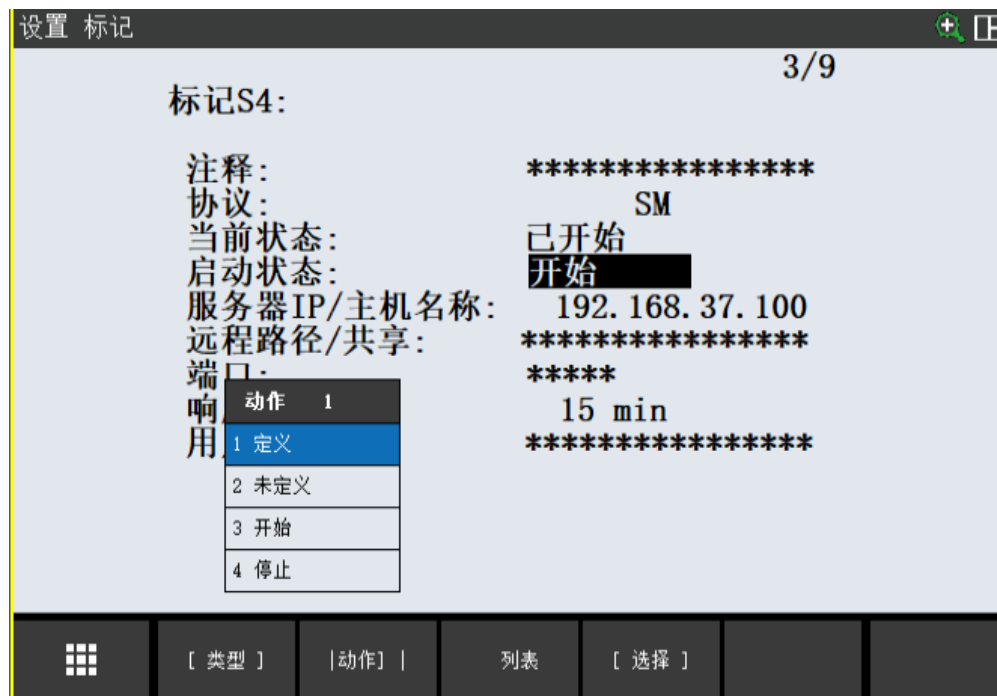 设置 标记
3/9
标记S4:
注释: ****************
协议: SM
当前状态: 已开始
启动状态: 开始
服务器IP/主机名称: 192.168.37.100
远程路径/共享: ****************
端口: *****
响 15 min
用 ****************
动作 1
1 定义
2 未定义
3 开始
4 停止
[ 类型 ] |动作] | 列表 [ 选择 ]